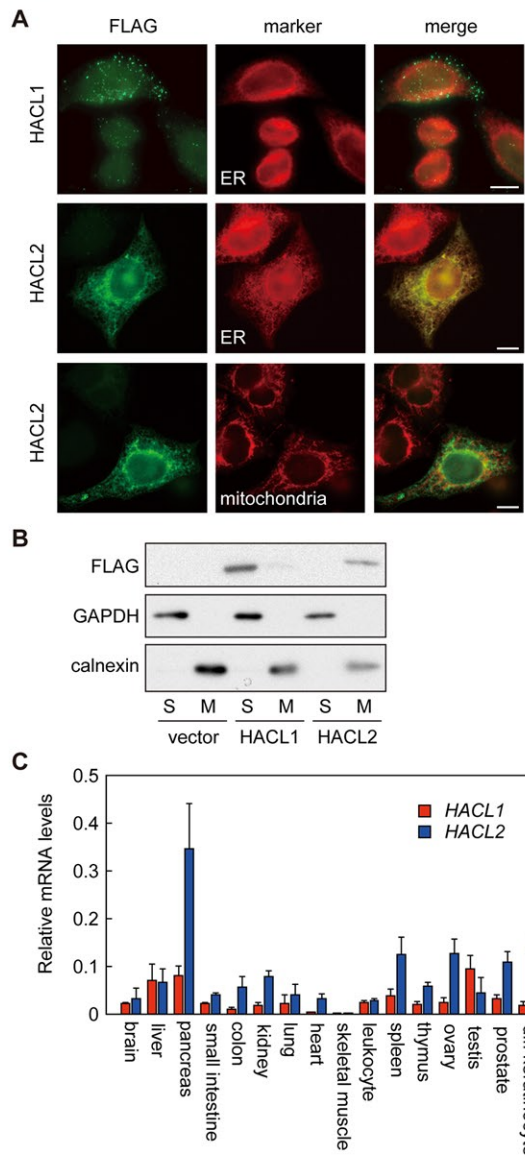 A
FLAG marker merge
HACL1
ER
HACL2
ER
HACL2
mitochondria
B
FLAG
GAPDH
calnexin
S M S M S M
vector HACL1 HACL2
C
Relative mRNA levels
0.5
0.4
0.3
0.2
0.1
0
HACL1
HACL2
brain
liver
pancreas
small intestine
colon
kidney
lung
heart
skeletal muscle
leukocyte
spleen
thymus
ovary
testis
prostate